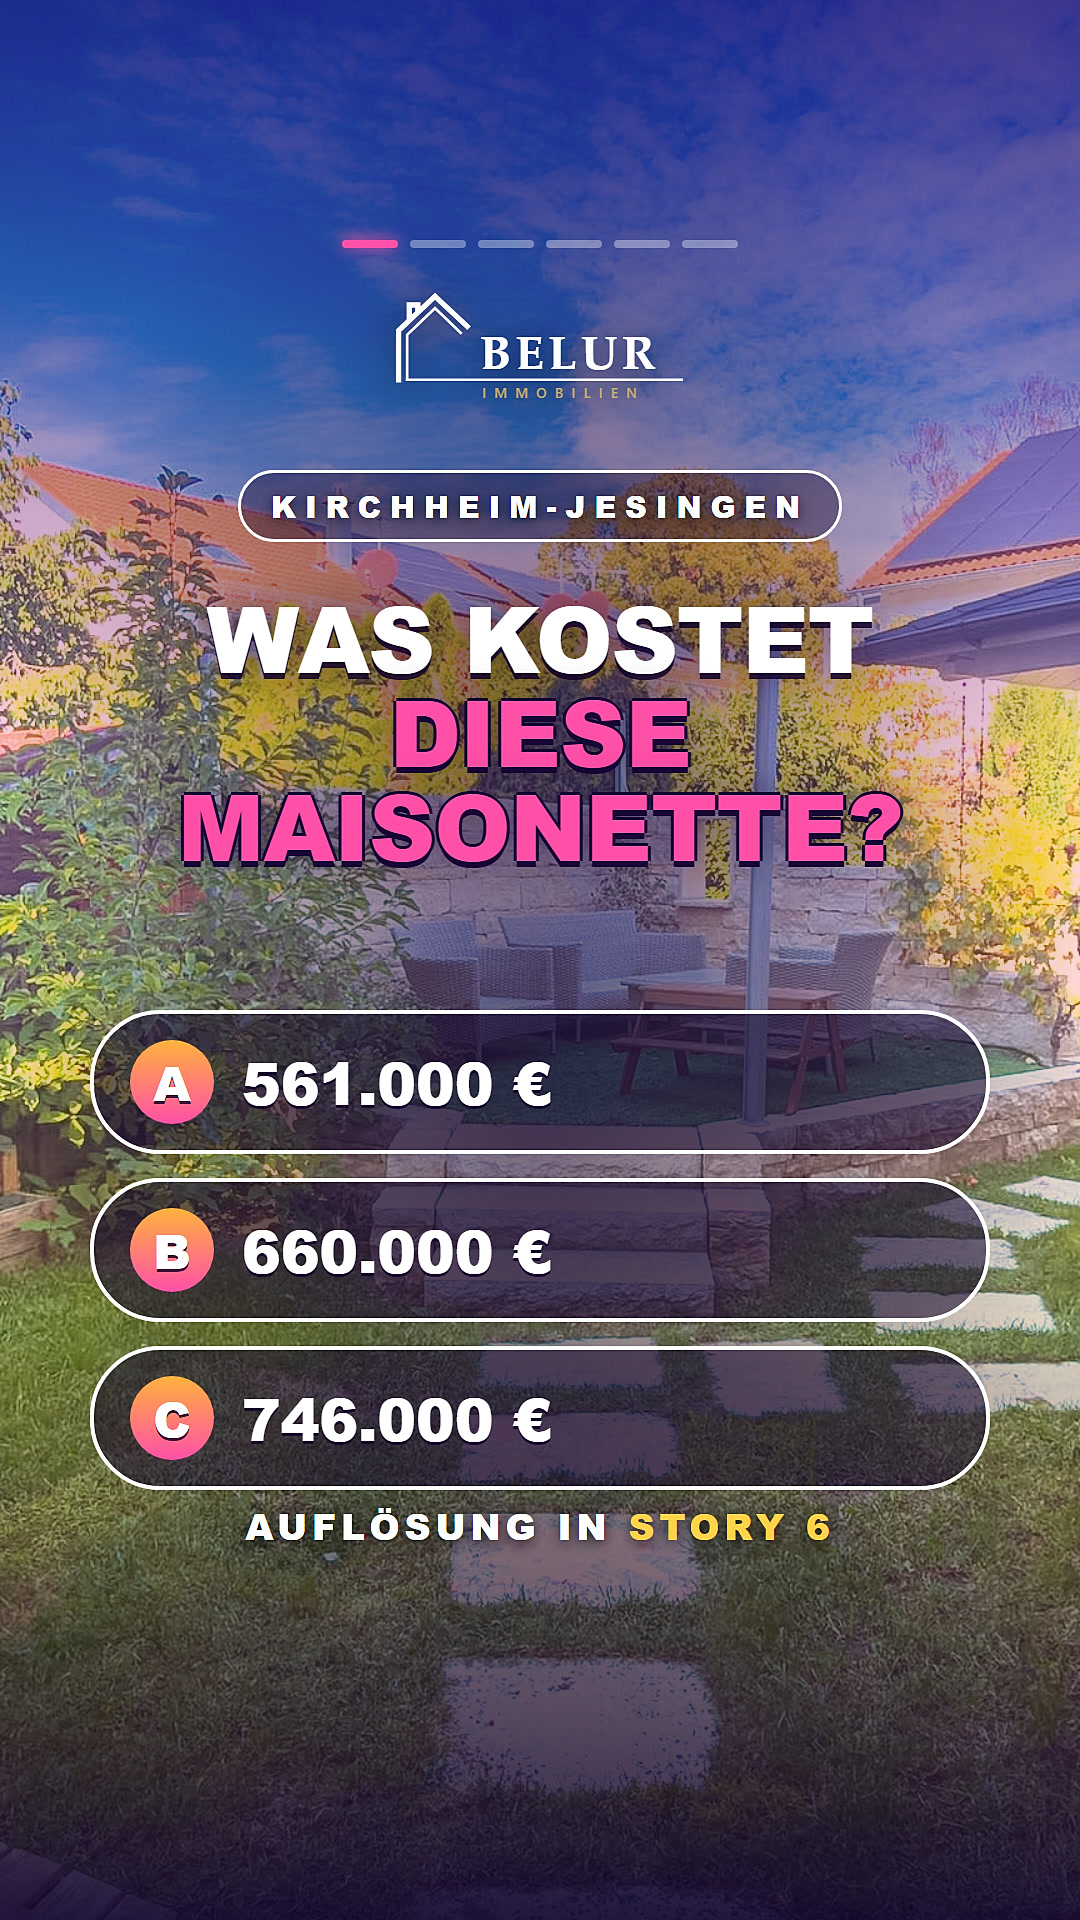 BELUR
IMMOBILIEN
KIRCHHEIM-JESINGEN
WAS KOSTET
DIESE
MAISONETTE?
A 561.000 €
B 660.000 €
C 746.000 €
AUFLÖSUNG IN STORY 6